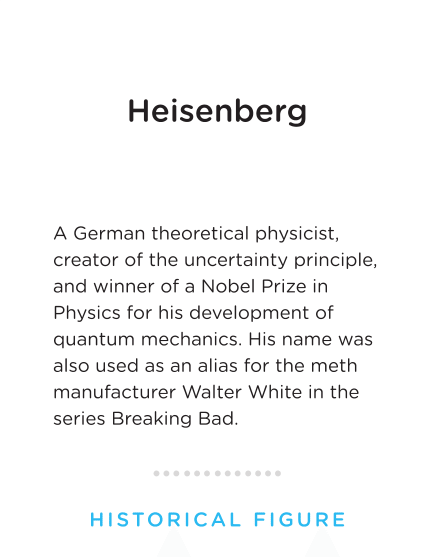 Heisenberg
A German theoretical physicist,
creator of the uncertainty principle,
and winner of a Nobel Prize in
Physics for his development of
quantum mechanics. His name was
also used as an alias for the meth
manufacturer Walter White in the
series Breaking Bad.
HISTORICAL FIGURE